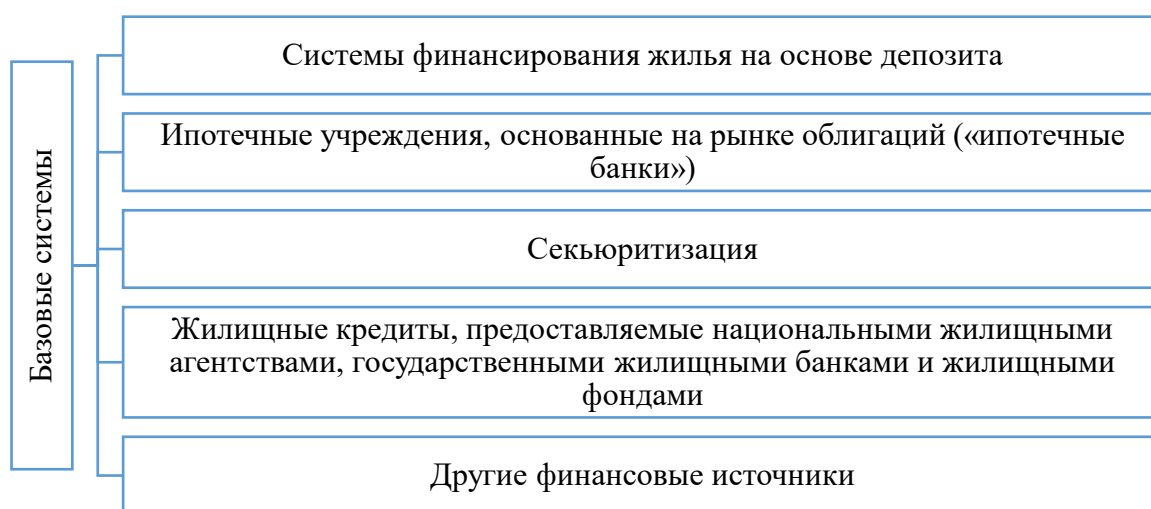 Базовые системы
Системы финансирования жилья на основе депозита
Ипотечные учреждения, основанные на рынке облигаций («ипотечные
банки»)
Секьюритизация
Жилищные кредиты, предоставляемые национальными жилищными
агентствами, государственными жилищными банками и жилищными
фондами
Другие финансовые источники